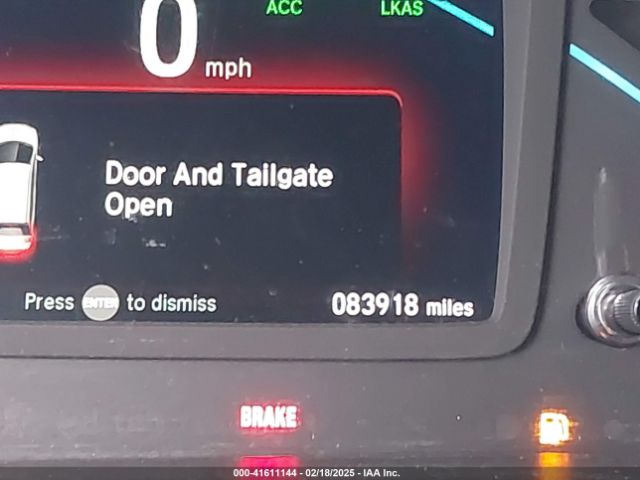 ACC LKAS
0 mph
Door And Tailgate
Open
Press ENTER to dismiss
083918 miles
BRAKE
000-41611144 - 02/18/2025 - IAA Inc.